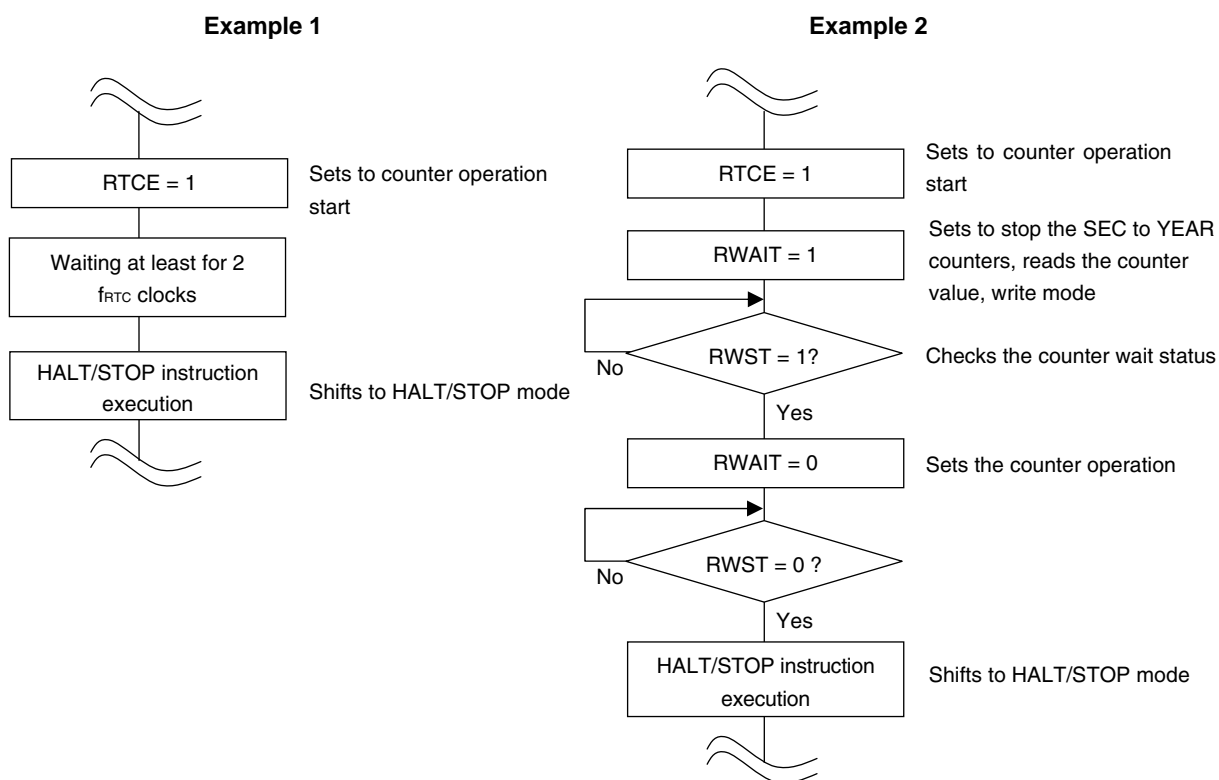 Example 1
RTCE = 1
Sets to counter operation
start
Waiting at least for 2
fRTC clocks
HALT/STOP instruction
execution
Shifts to HALT/STOP mode
Example 2
RTCE = 1
Sets to counter operation
start
RWAIT = 1
Sets to stop the SEC to YEAR
counters, reads the counter
value, write mode
RWST = 1?
No
Checks the counter wait status
Yes
RWAIT = 0
Sets the counter operation
RWST = 0 ?
No
Yes
HALT/STOP instruction
execution
Shifts to HALT/STOP mode